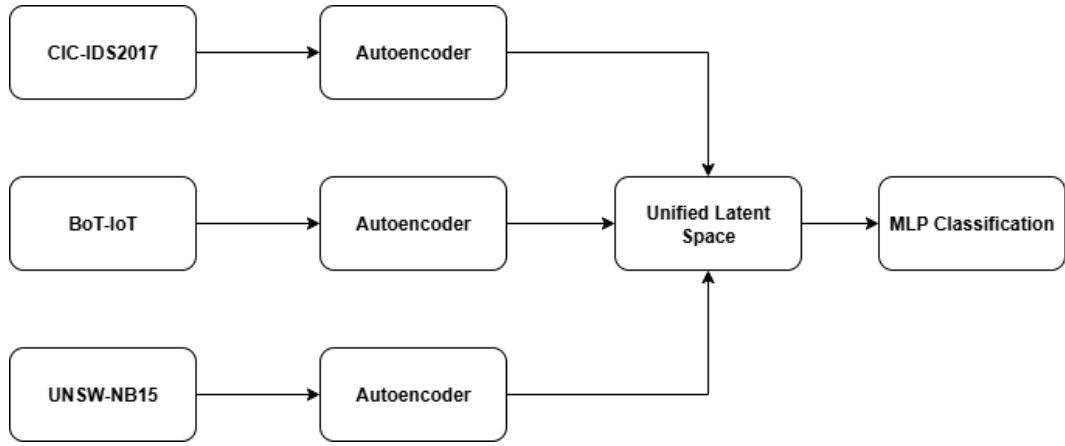 CIC-IDS2017
Autoencoder
BoT-IoT
Autoencoder
Unified Latent
Space
MLP Classification
UNSW-NB15
Autoencoder